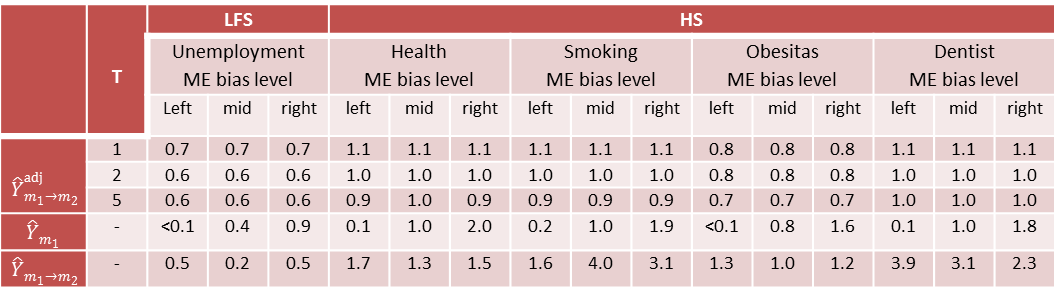 LFS HS
T Unemployment ME bias level Health ME bias level Smoking ME bias level Obesitas ME bias level Dentist ME bias level
Left mid right left mid right left mid right left mid right left mid right
Ŷ^adj_{m₁→m₂} 1 0.7 0.7 0.7 1.1 1.1 1.1 1.1 1.1 1.1 0.8 0.8 0.8 1.1 1.1 1.1
2 0.6 0.6 0.6 1.0 1.0 1.0 1.0 1.0 1.0 0.8 0.8 0.8 1.0 1.0 1.0
5 0.6 0.6 0.6 0.9 1.0 0.9 0.9 0.9 0.9 0.7 0.7 0.7 1.0 1.0 1.0
Ŷ_{m₁} - <0.1 0.4 0.9 0.1 1.0 2.0 0.2 1.0 1.9 <0.1 0.8 1.6 0.1 1.0 1.8
Ŷ_{m₁→m₂} - 0.5 0.2 0.5 1.7 1.3 1.5 1.6 4.0 3.1 1.3 1.0 1.2 3.9 3.1 2.3